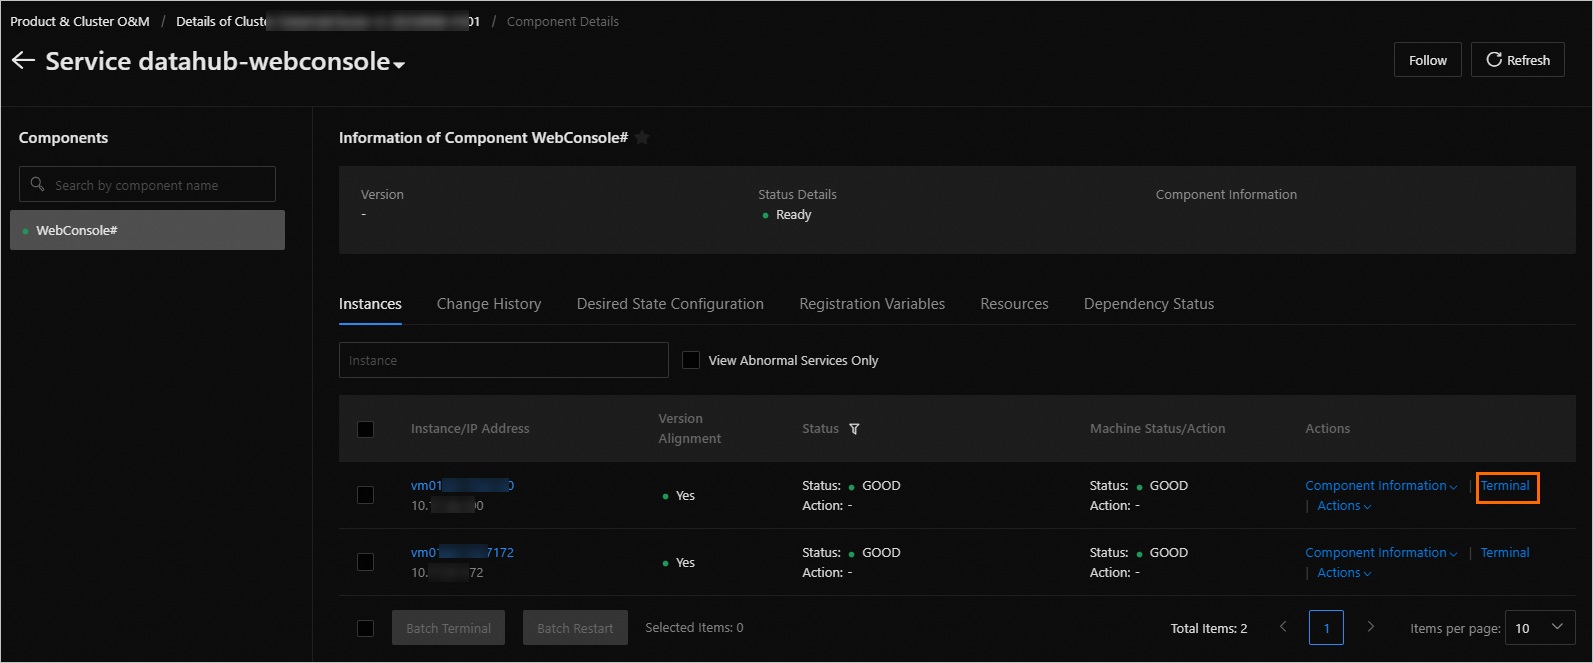 Product & Cluster O&M / Details of Cluste 01 / Component Details
Service datahub-webconsole
Follow
Refresh
Components
Search by component name
WebConsole#
Information of Component WebConsole#
Version
-
Status Details
Ready
Component Information
Instances
Change History
Desired State Configuration
Registration Variables
Resources
Dependency Status
Instance
View Abnormal Services Only
Instance/IP Address
Version
Alignment
Status
Machine Status/Action
Actions
vm01 0
10. 0
Yes
Status: GOOD
Action: -
Status: GOOD
Action: -
Component Information | Terminal
| Actions
vm0 7172
10. 72
Yes
Status: GOOD
Action: -
Status: GOOD
Action: -
Component Information | Terminal
| Actions
Batch Terminal
Batch Restart
Selected Items: 0
Total Items: 2
1
Items per page: 10